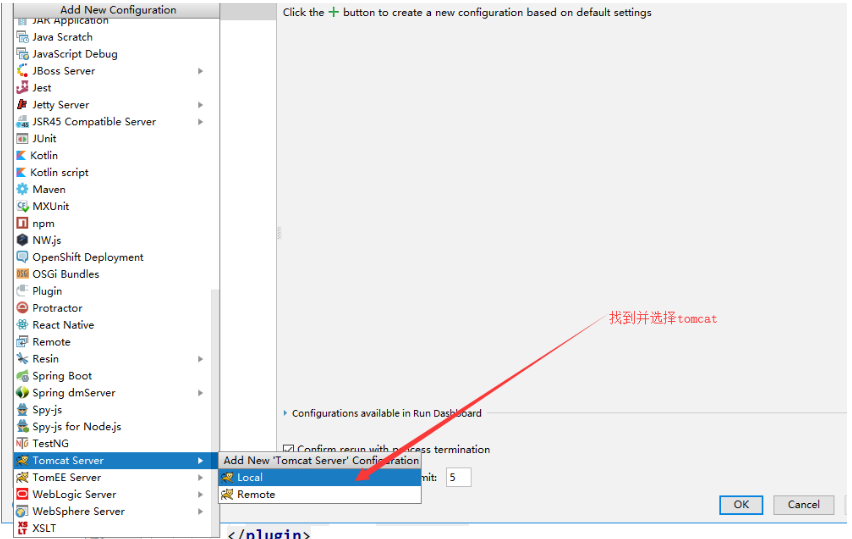 Add New Configuration
Click the + button to create a new configuration based on default settings
JAR Application
Java Scratch
JavaScript Debug
JBoss Server
Jest
Jetty Server
JSR45 Compatible Server
JUnit
Kotlin
Kotlin script
Maven
MXUnit
npm
NW.js
OpenShift Deployment
OSGi Bundles
Plugin
Protractor
找到并选择tomcat
React Native
Remote
Resin
Spring Boot
Spring dmServer
Spy-js
Configurations available in Run Dashboard
Spy-js for Node.js
TestNG
Confirm rerun with process termination
Tomcat Server
Add New 'Tomcat Server' Configuration
TomEE Server
Local
mit: 5
WebLogic Server
Remote
WebSphere Server
OK
Cancel
XSLT
</plugin>